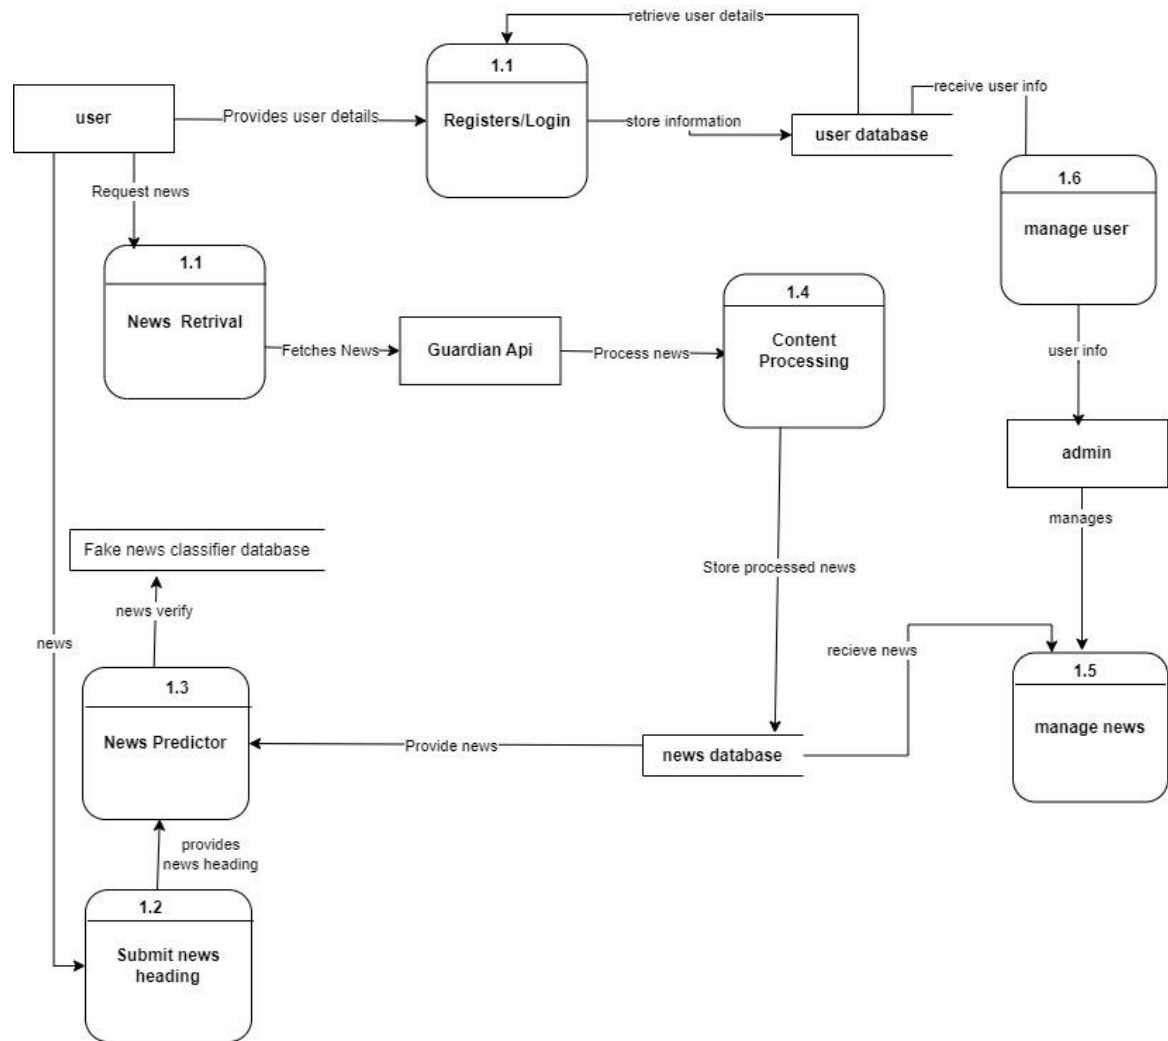 retrieve user details
1.1
Registers/Login
receive user info
user
Provides user details
store information
user database
1.6
manage user
Request news
1.1
News Retrival
Fetches News
Guardian Api
Process news
1.4
Content
Processing
user info
admin
manages
Fake news classifier database
news verify
Store processed news
news
recieve news
1.3
News Predictor
Provide news
news database
1.5
manage news
provides
news heading
1.2
Submit news
heading